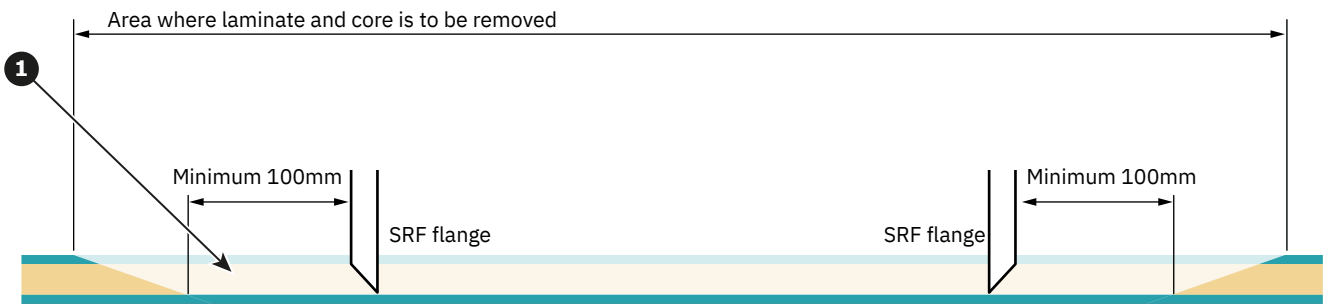 Area where laminate and core is to be removed
1
Minimum 100mm
Minimum 100mm
SRF flange
SRF flange